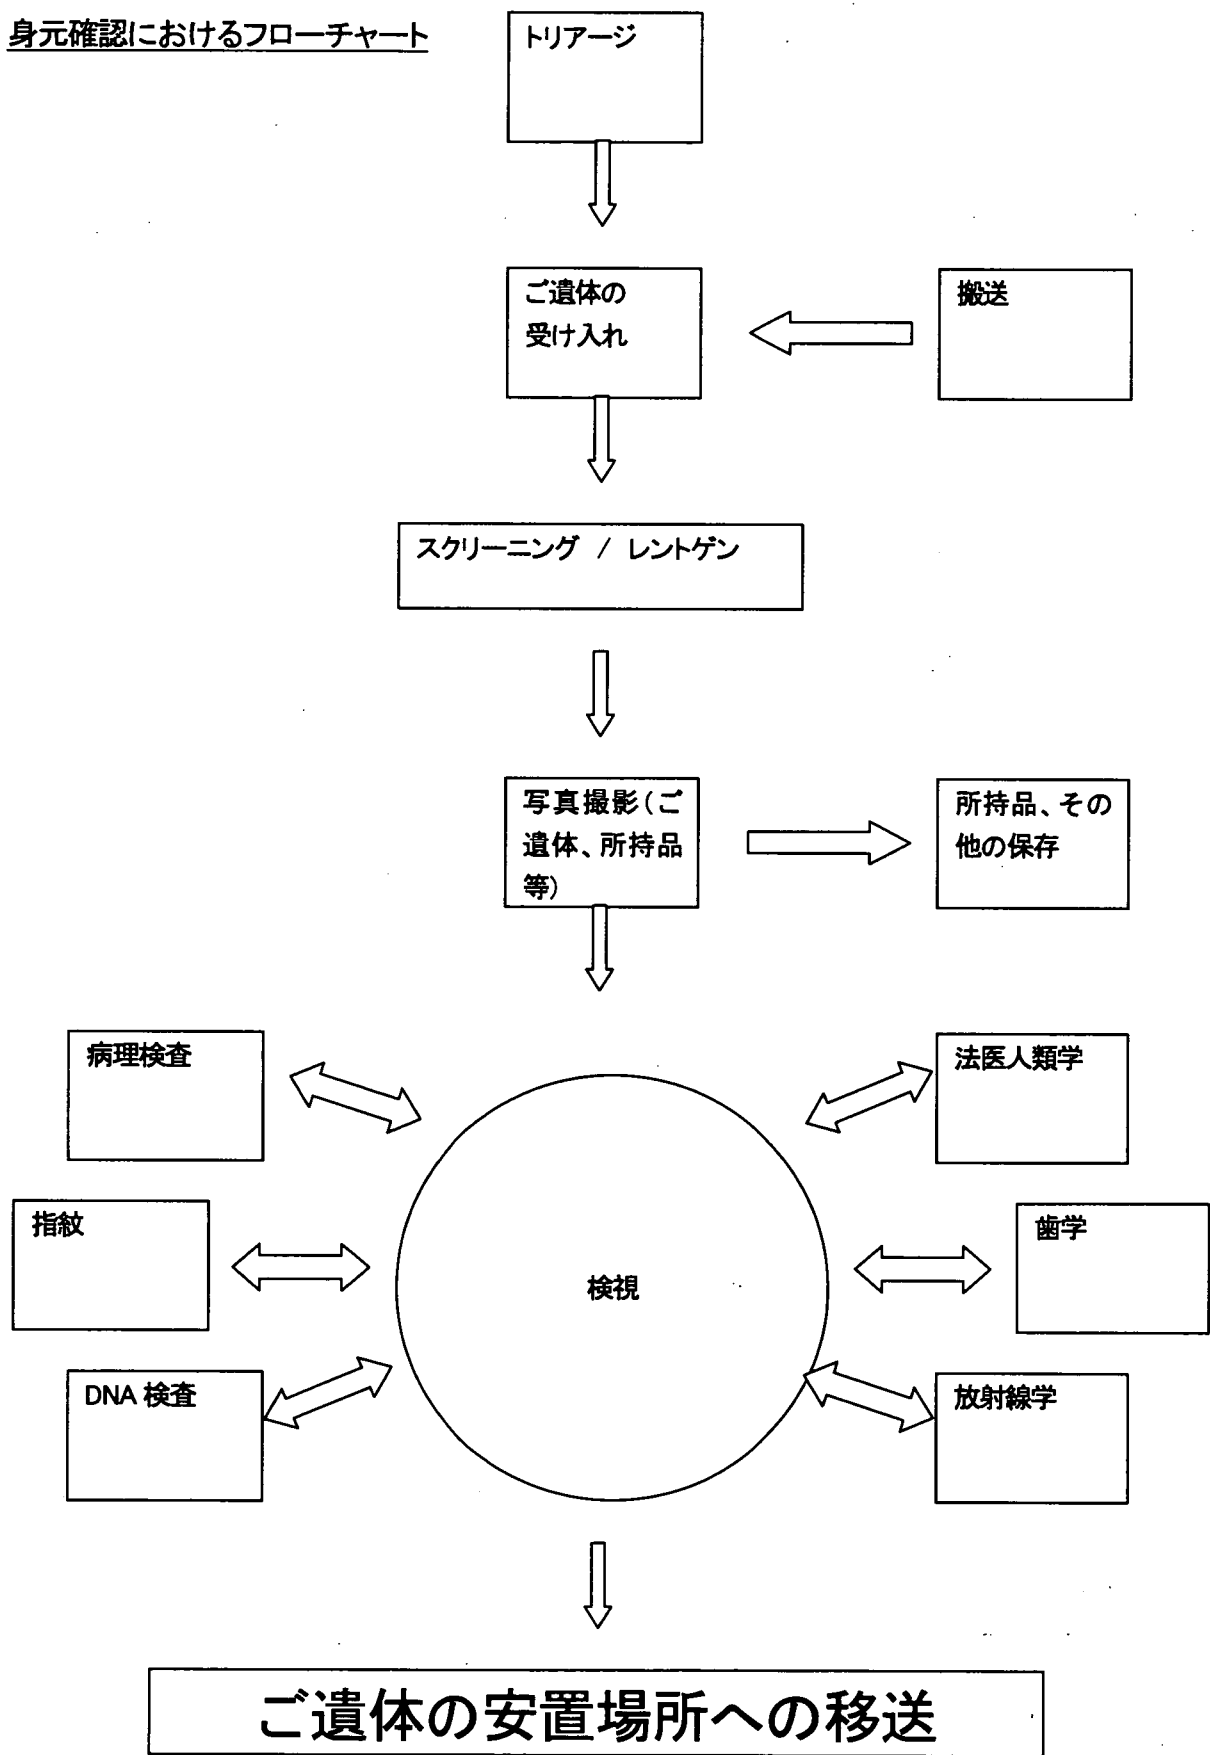 身元確認におけるフローチャート
トリアージ
ご遺体の
受け入れ
搬送
スクリーニング / レントゲン
写真撮影(ご
遺体、所持品
等)
所持品、その
他の保存
病理検査
法医人類学
指紋
歯学
検視
DNA 検査
放射線学
ご遺体の安置場所への移送